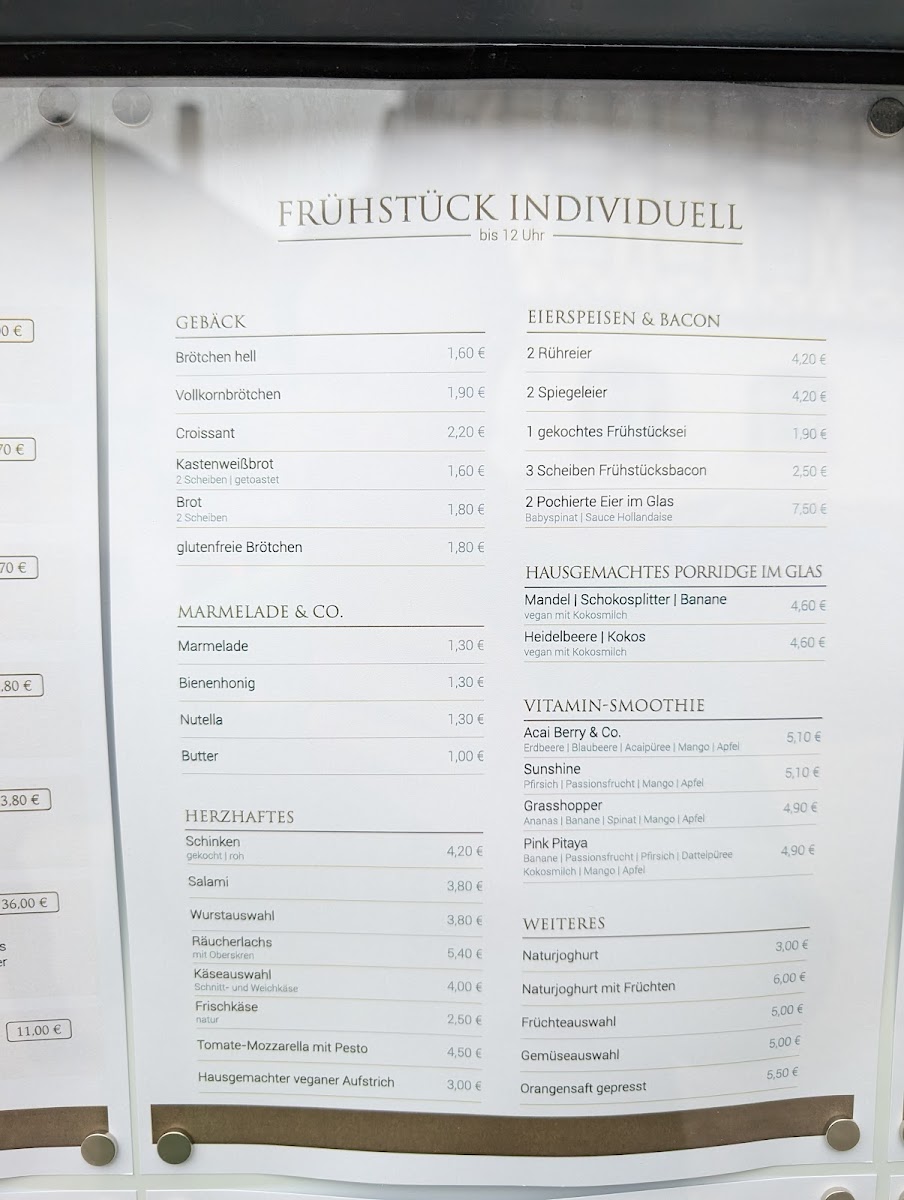 FRÜHSTÜCK INDIVIDUELL
bis 12 Uhr
GEBÄCK
Brötchen hell 1,60 €
Vollkornbrötchen 1,90 €
Croissant 2,20 €
Kastenweißbrot 1,60 €
2 Scheiben | getoastet
Brot 1,80 €
2 Scheiben
glutenfreie Brötchen 1,80 €
MARMELADE & CO.
Marmelade 1,30 €
Bienenhonig 1,30 €
Nutella 1,30 €
Butter 1,00 €
HERZHAFTES
Schinken 4,20 €
gekocht | roh
Salami 3,80 €
Wurstauswahl 3,80 €
Räucherlachs 5,40 €
mit Oberskren
Käseauswahl 4,00 €
Schnitt- und Weichkäse
Frischkäse 2,50 €
natur
Tomate-Mozzarella mit Pesto 4,50 €
Hausgemachter veganer Aufstrich 3,00 €
EIERSPEISEN & BACON
2 Rühreier 4,20 €
2 Spiegeleier 4,20 €
1 gekochtes Frühstücksei 1,90 €
3 Scheiben Frühstücksbacon 2,50 €
2 Pochierte Eier im Glas 7,50 €
Babyspinat | Sauce Hollandaise
HAUSGEMACHTES PORRIDGE IM GLAS
Mandel | Schokosplitter | Banane 4,60 €
vegan mit Kokosmilch
Heidelbeere | Kokos 4,60 €
vegan mit Kokosmilch
VITAMIN-SMOOTHIE
Acai Berry & Co. 5,10 €
Erdbeere | Blaubeere | Acaipüree | Mango | Apfel
Sunshine 5,10 €
Pfirsich | Passionsfrucht | Mango | Apfel
Grasshopper 4,90 €
Ananas | Banane | Spinat | Mango | Apfel
Pink Pitaya 4,90 €
Banane | Passionsfrucht | Pfirsich | Dattelpüree
Kokosmilch | Mango | Apfel
WEITERES
Naturjoghurt 3,00 €
Naturjoghurt mit Früchten 6,00 €
Früchteauswahl 5,00 €
Gemüseauswahl 5,00 €
Orangensaft gepresst 5,50 €
0 €
70 €
70 €
,80 €
3,80 €
36,00 €
11,00 €